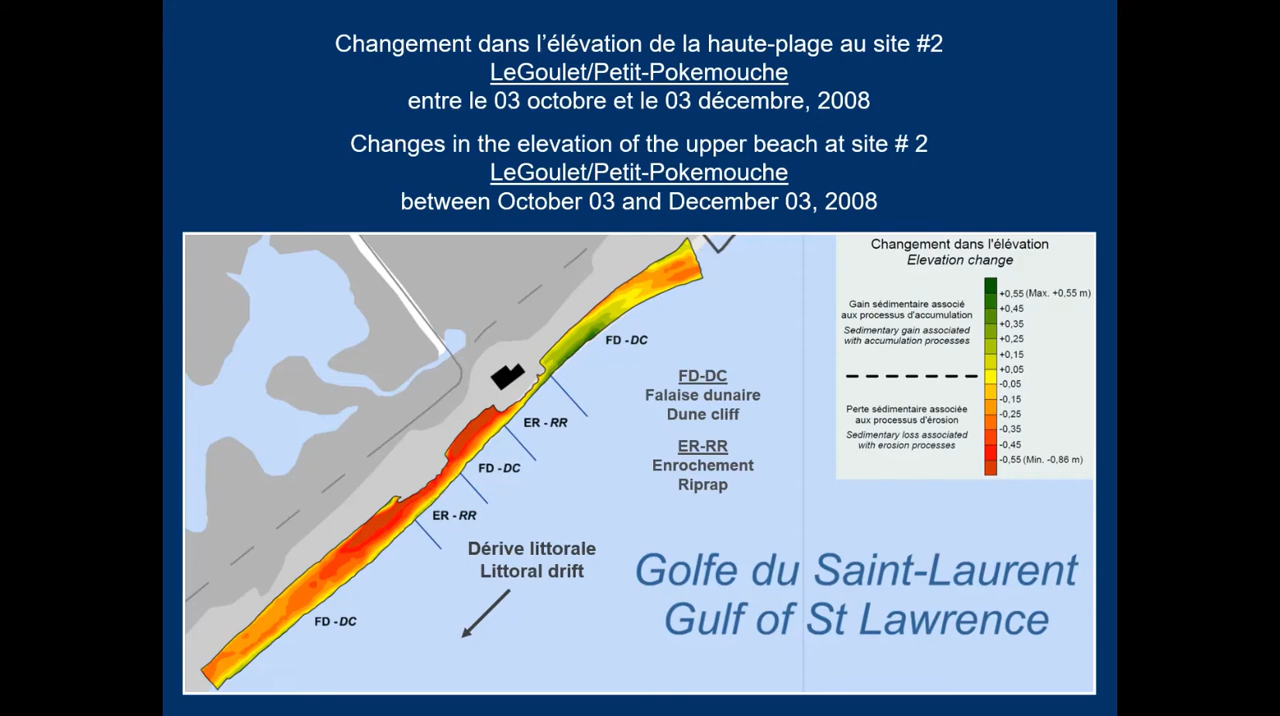 Changement dans l'élévation de la haute-plage au site #2
LeGoulet/Petit-Pokemouche
entre le 03 octobre et le 03 décembre, 2008
Changes in the elevation of the upper beach at site # 2
LeGoulet/Petit-Pokemouche
between October 03 and December 03, 2008
Changement dans l'élévation
Elevation change
Gain sédimentaire associé
aux processus d'accumulation
Sedimentary gain associated
with accumulation processes
Perte sédimentaire associée
aux processus d'érosion
Sedimentary loss associated
with erosion processes
+0,55 (Max. +0,55 m)
+0,45
+0,35
+0,25
+0,15
+0,05
-0,05
-0,15
-0,25
-0,35
-0,45
-0,55 (Min. -0,86 m)
FD - DC
ER - RR
FD - DC
ER - RR
FD - DC
FD-DC
Falaise dunaire
Dune cliff
ER-RR
Enrochement
Riprap
Dérive littorale
Littoral drift
Golfe du Saint-Laurent
Gulf of St Lawrence